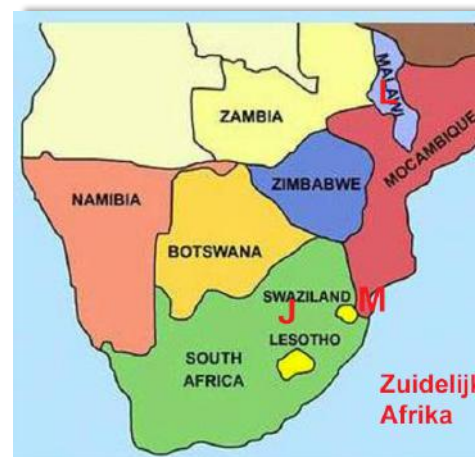 MALAWI
L
ZAMBIA
MOCAMBIQUE
ZIMBABWE
NAMIBIA
BOTSWANA
SWAZILAND
M
J
LESOTHO
SOUTH
AFRICA
Zuidelijk
Afrika